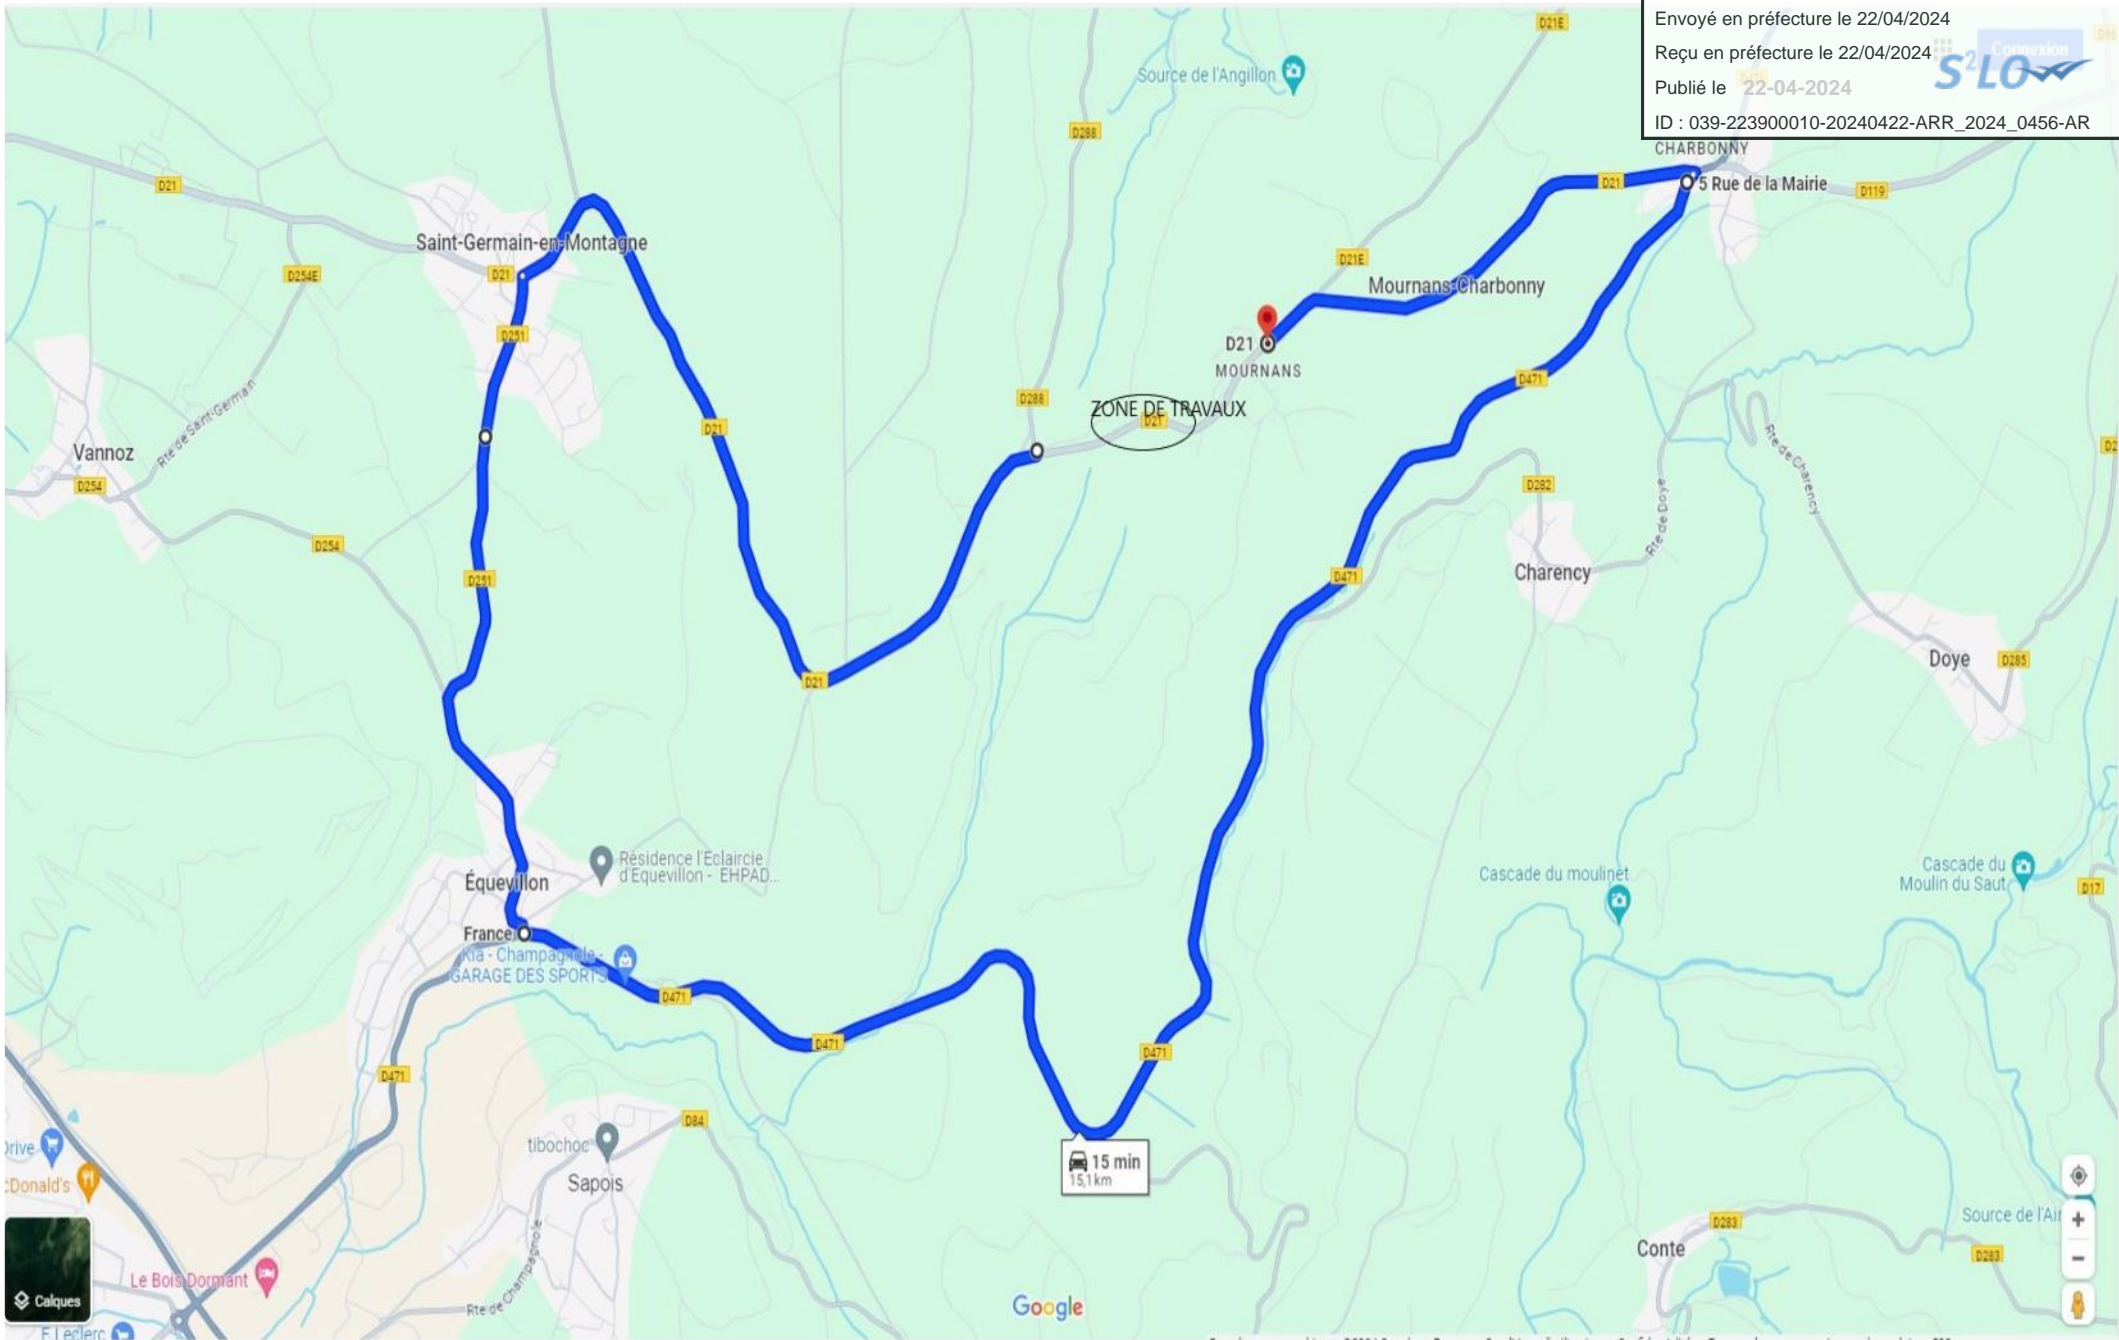 Envoyé en préfecture le 22/04/2024
Reçu en préfecture le 22/04/2024
Publié le 22-04-2024
ID : 039-223900010-20240422-ARR_2024_0456-AR
S²LO
Connexion
D21E
Source de l'Angillon
D288
CHARBONNY
D21
D21
5 Rue de la Mairie
D119
Saint-Germain-en-Montagne
D21
D254E
D21E
Mournans-Charbonny
D251
D21
MOURNANS
D471
D288
ZONE DE TRAVAUX
D21
D21
Rte de Saint-Germain
Vannoz
D254
Rte de Charency
D282
Rte de Doye
D254
D251
D471
Charency
Doye
D285
D21
Résidence l'Eclaircie
d'Equevillon - EHPAD...
Cascade du moulinet
Cascade du
Moulin du Saut
D17
Équevillon
France
Kia - Champagnole -
GARAGE DES SPORTS
D471
D471
D471
D471
D84
tibochoc
Sapois
15 min
15,1 km
Drive
cDonald's
Source de l'Ain
D283
Conte
D283
Le Bois Dormant
Rte de Champagnole
Calques
Google
E.Leclerc